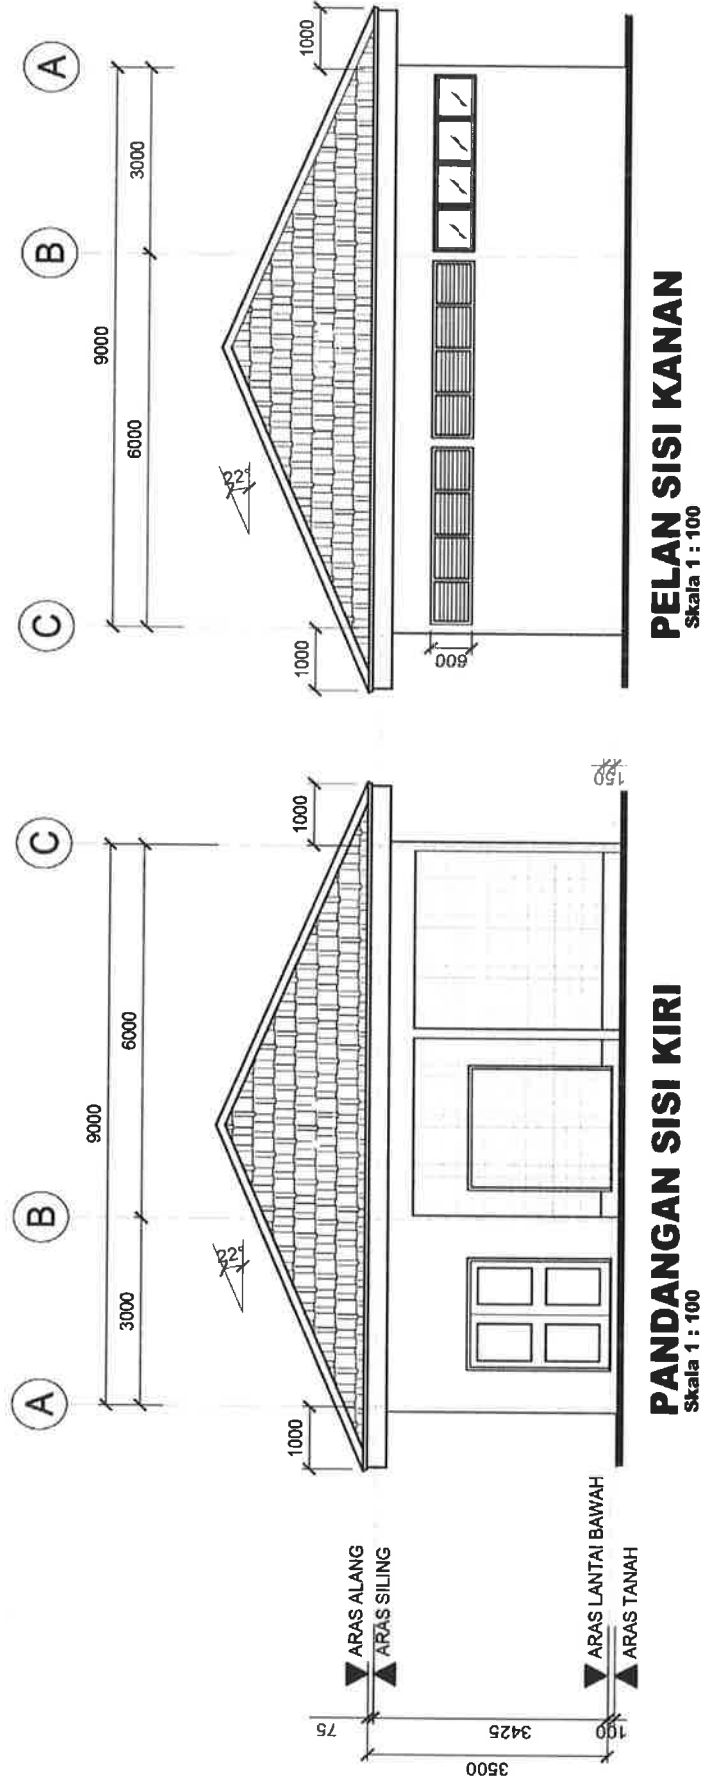 A
B
C
9000
3000
6000
1000
1000
22°
75
3425
3500
100
ARAS ALANG
ARAS SILING
ARAS LANTAI BAWAH
ARAS TANAH
PANDANGAN SISI KIRI
Skala 1 : 100
C
B
A
9000
6000
3000
1000
1000
22°
600
150
PELAN SISI KANAN
Skala 1 : 100